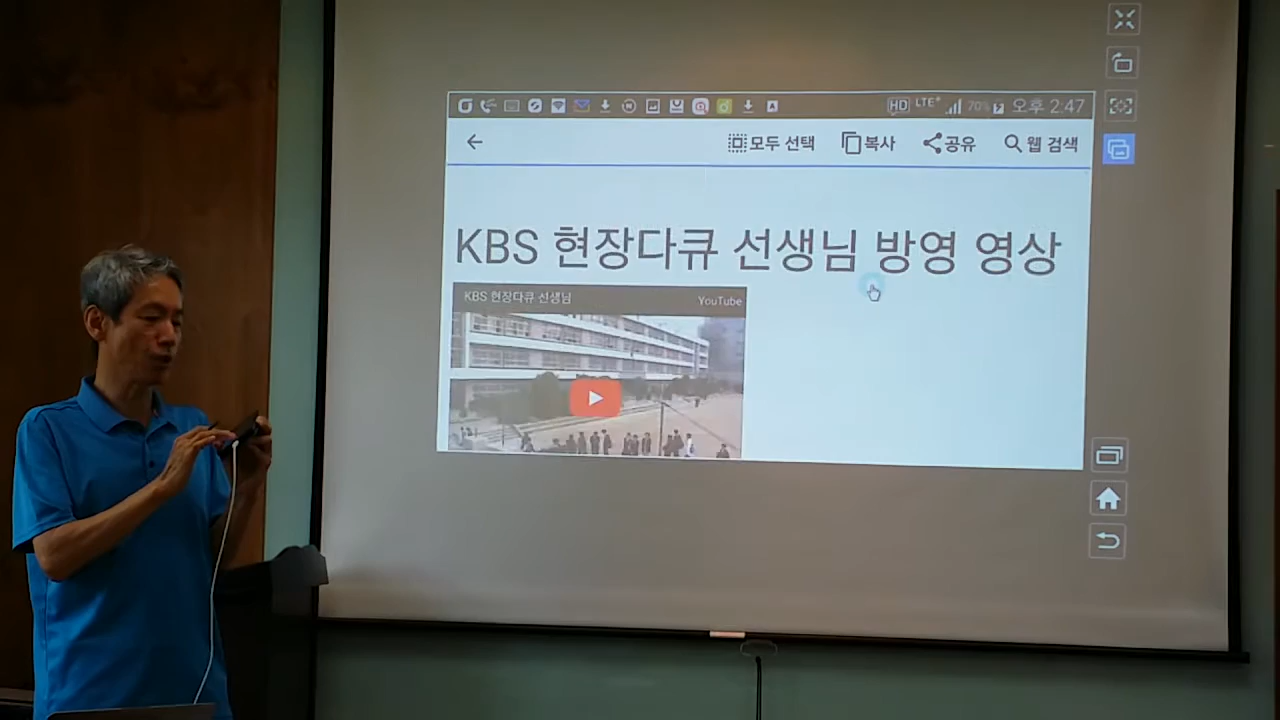 HD LTE 70% 오후 2:47
모두 선택 복사 공유 웹 검색
KBS 현장다큐 선생님 방영 영상
KBS 현장다큐 선생님 YouTube